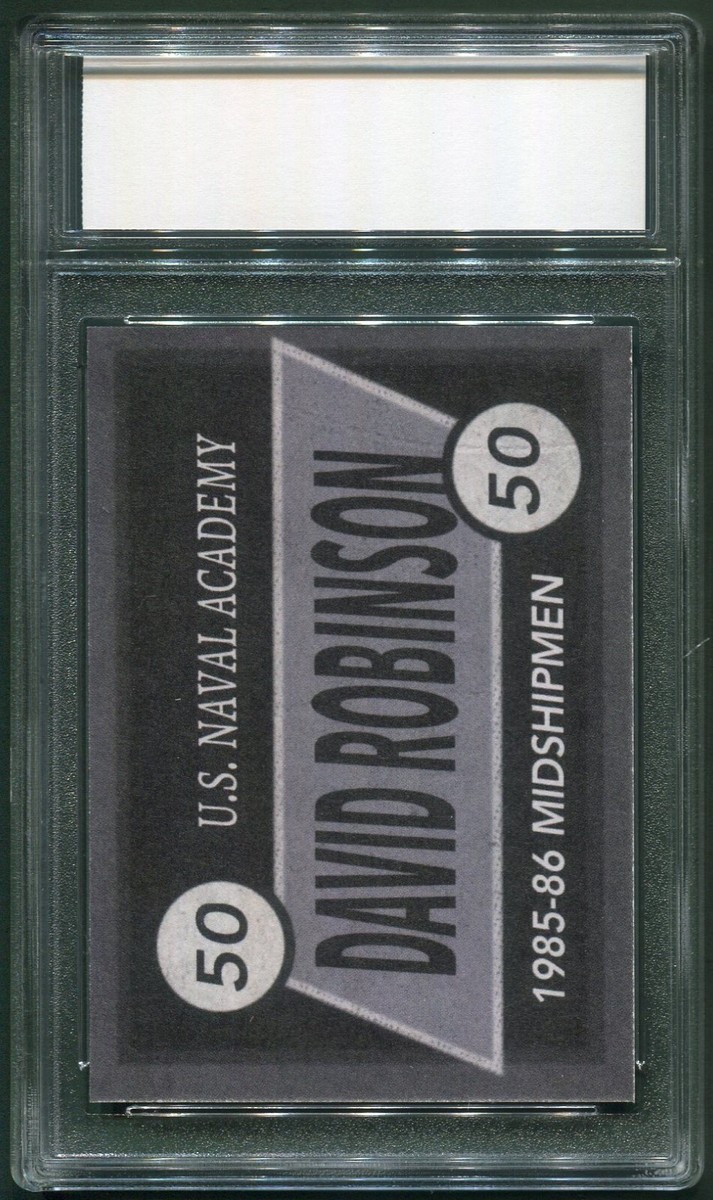 U.S. NAVAL ACADEMY
50
DAVID ROBINSON
50
1985-86 MIDSHIPMEN